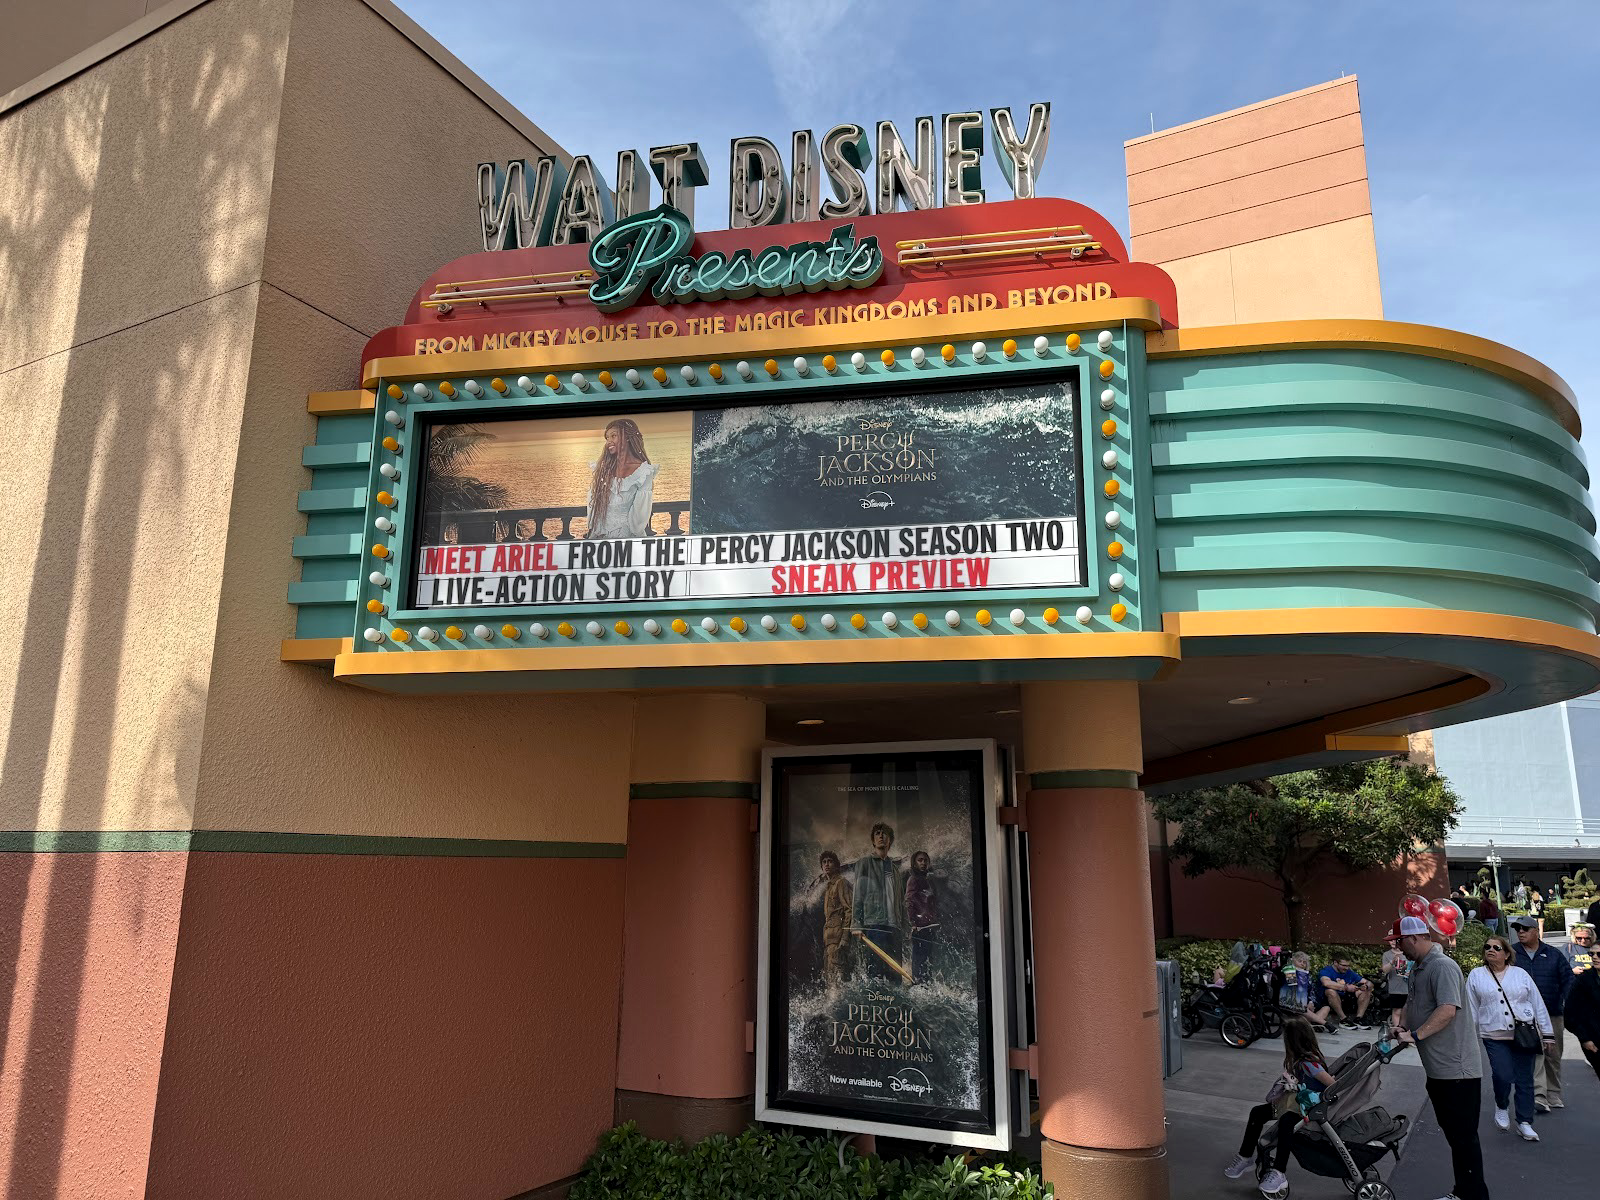 WALT DISNEY
Presents
FROM MICKEY MOUSE TO THE MAGIC KINGDOMS AND BEYOND
Disney
PERCY
JACKSON
AND THE OLYMPIANS
Disney+
MEET ARIEL FROM THE
LIVE-ACTION STORY
PERCY JACKSON SEASON TWO
SNEAK PREVIEW
THE SEA OF MONSTERS IS CALLING
Disney
PERCY
JACKSON
AND THE OLYMPIANS
Now available Disney+